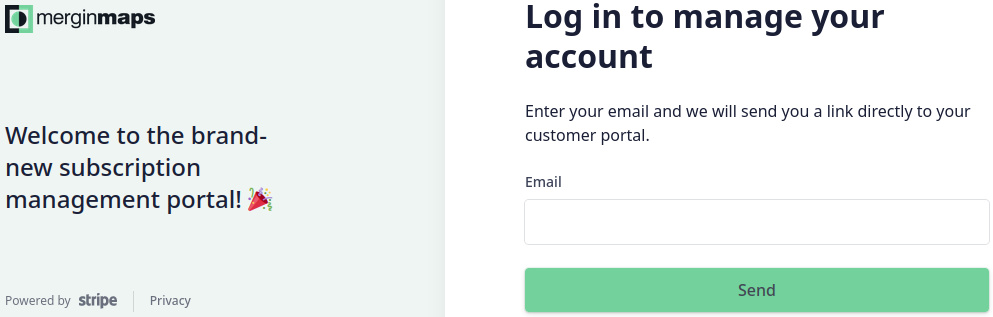 merginmaps
Welcome to the brand-
new subscription
management portal! 🎉
Powered by stripe
Privacy
Log in to manage your
account
Enter your email and we will send you a link directly to your
customer portal.
Email
Send